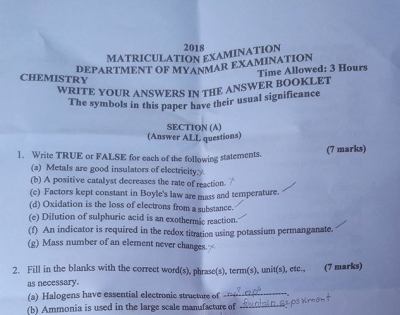 2018
MATRICULATION EXAMINATION
DEPARTMENT OF MYANMAR EXAMINATION
CHEMISTRY Time Allowed: 3 Hours
WRITE YOUR ANSWERS IN THE ANSWER BOOKLET
The symbols in this paper have their usual significance
SECTION (A)
(Answer ALL questions)
1. Write TRUE or FALSE for each of the following statements. (7 marks)
(a) Metals are good insulators of electricity.
(b) A positive catalyst decreases the rate of reaction.
(c) Factors kept constant in Boyle's law are mass and temperature.
(d) Oxidation is the loss of electrons from a substance.
(e) Dilution of sulphuric acid is an exothermic reaction.
(f) An indicator is required in the redox titration using potassium permanganate.
(g) Mass number of an element never changes.
2. Fill in the blanks with the correct word(s), phrase(s), term(s), unit(s), etc., (7 marks)
as necessary.
(a) Halogens have essential electronic structure of ns² np⁵
(b) Ammonia is used in the large scale manufacture of fountain experiment